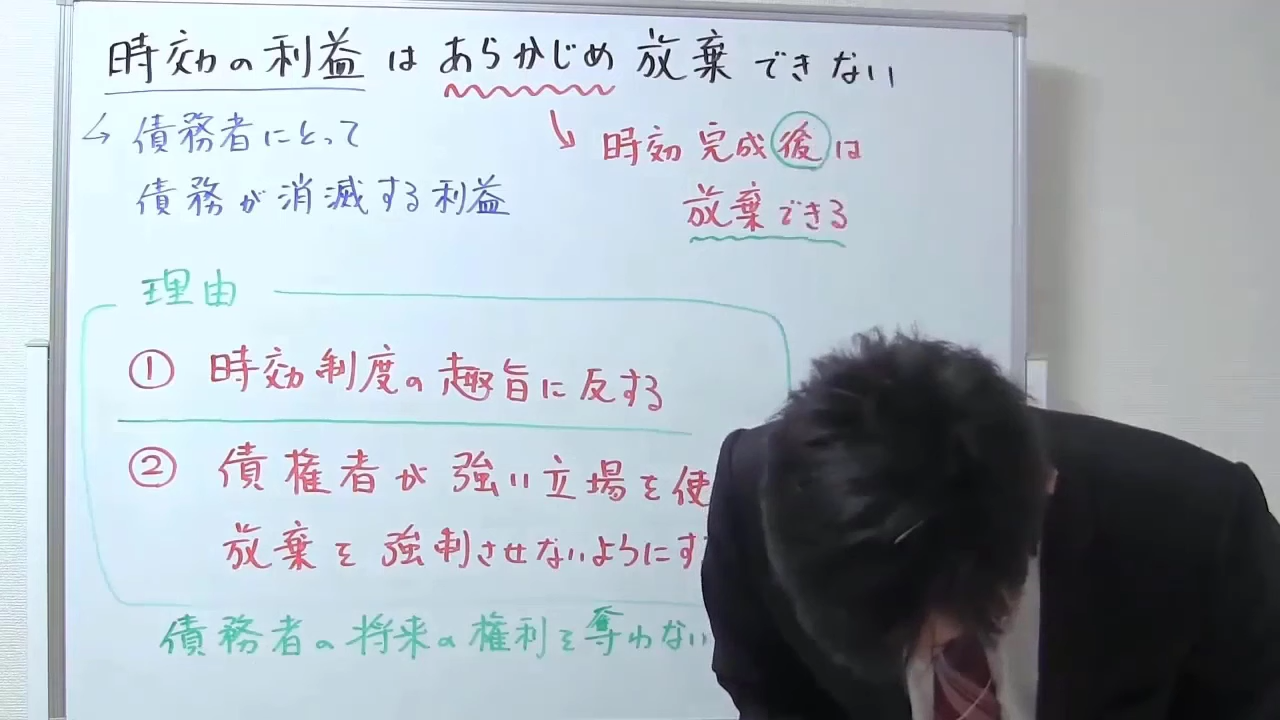 時効の利益はあらかじめ放棄できない
↳ 債務者にとって
債務が消滅する利益
↘ 時効完成後は
放棄できる
理由
① 時効制度の趣旨に反する
② 債権者が強い立場を使
放棄を強制させないようにす
債務者の将来の権利を奪わない